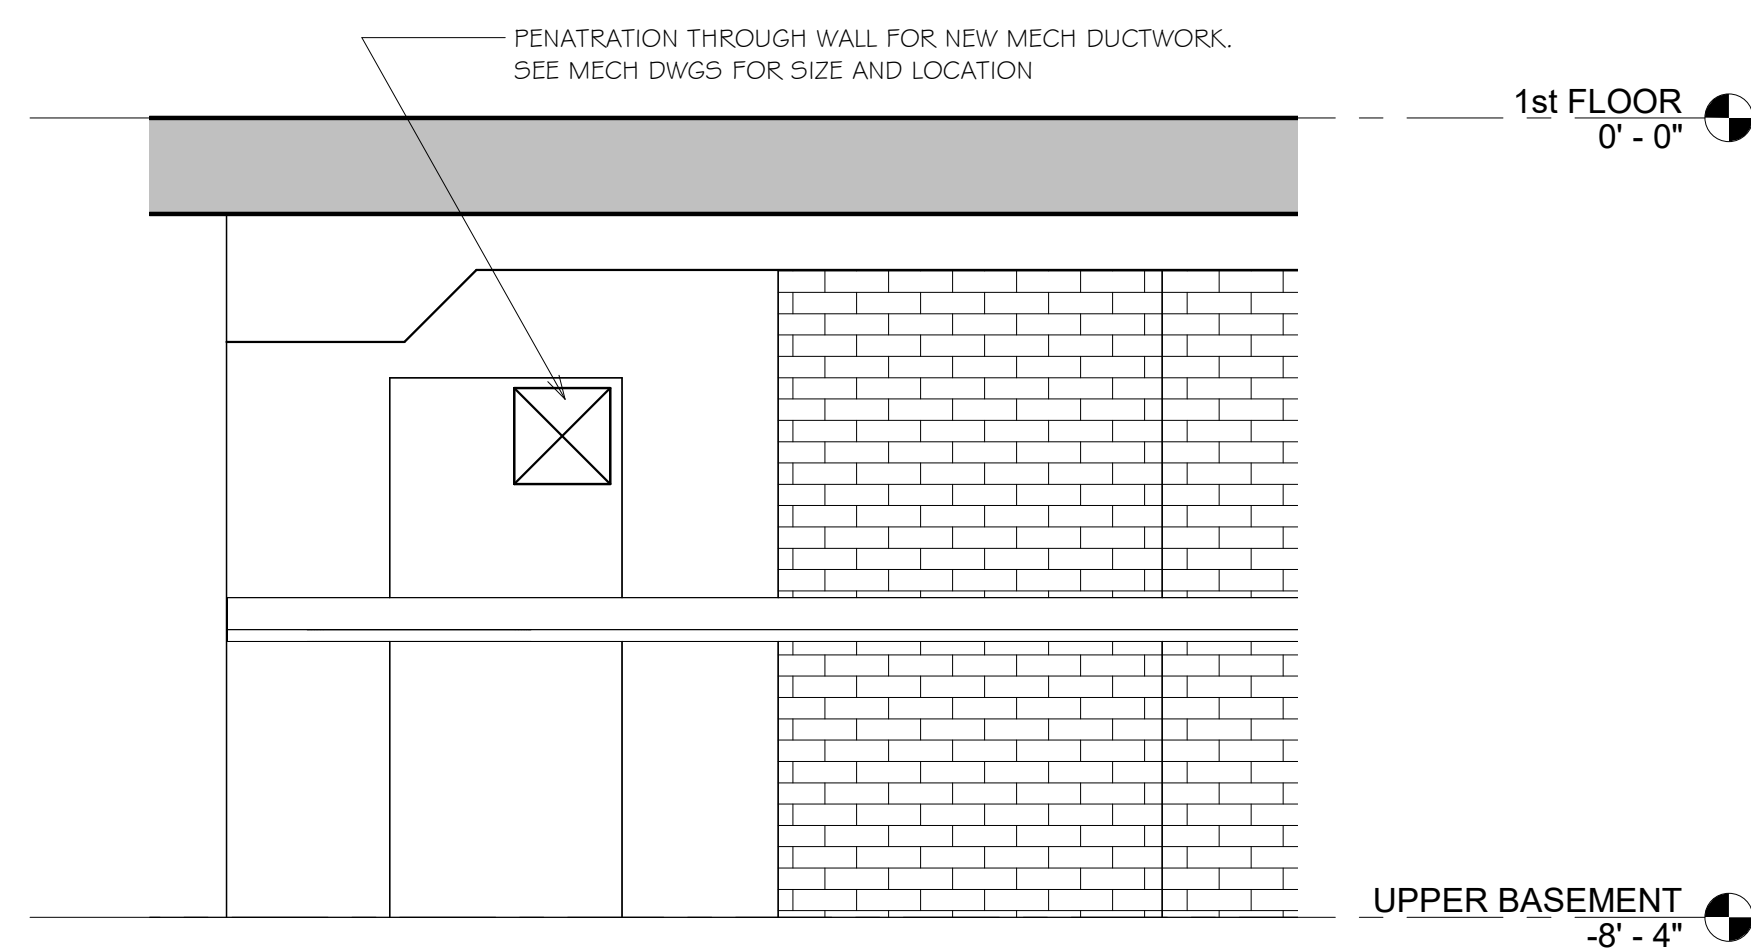 PENATRATION THROUGH WALL FOR NEW MECH DUCTWORK.
SEE MECH DWGS FOR SIZE AND LOCATION
1st FLOOR
0' - 0"
UPPER BASEMENT
-8' - 4"